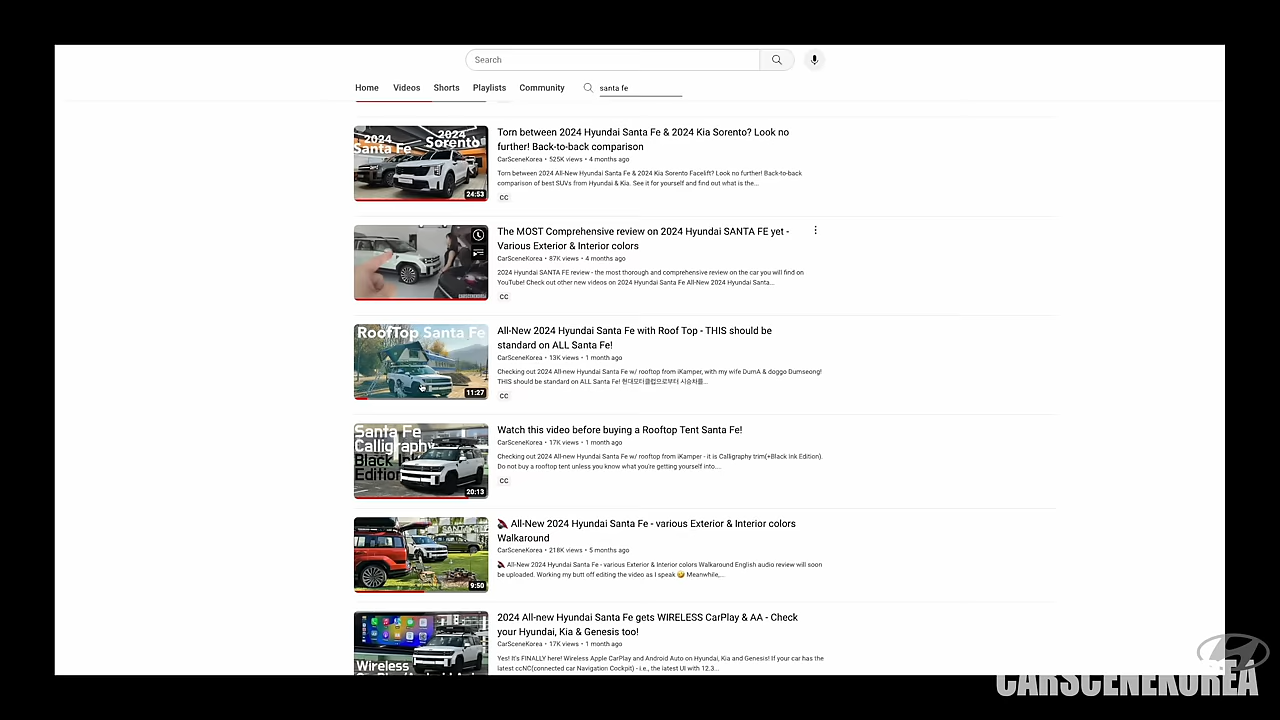 Search
Home Videos Shorts Playlists Community santa fe
2024
Santa Fe
2024
Sorento
24:53
Torn between 2024 Hyundai Santa Fe & 2024 Kia Sorento? Look no
further! Back-to-back comparison
CarSceneKorea • 525K views • 4 months ago
Torn between 2024 All-New Hyundai Santa Fe & 2024 Kia Sorento Facelift? Look no further! Back-to-back
comparison of best SUVs from Hyundai & Kia. See it for yourself and find out what is the...
CC
CARSCENEKOREA
The MOST Comprehensive review on 2024 Hyundai SANTA FE yet -
Various Exterior & Interior colors
CarSceneKorea • 87K views • 4 months ago
2024 Hyundai SANTA FE review - the most thorough and comprehensive review on the car you will find on
YouTube! Check out other new videos on 2024 Hyundai Santa Fe All-New 2024 Hyundai Santa...
CC
RoofTop Santa Fe
11:27
All-New 2024 Hyundai Santa Fe with Roof Top - THIS should be
standard on ALL Santa Fe!
CarSceneKorea • 13K views • 1 month ago
Checking out 2024 All-new Hyundai Santa Fe w/ rooftop from iKamper, with my wife DumA & doggo Dumseong!
THIS should be standard on ALL Santa Fe! 현대모터클럽으로부터 시승차를...
CC
Santa Fe
Calligraphy
Black Ink
Edition
20:13
Watch this video before buying a Rooftop Tent Santa Fe!
CarSceneKorea • 17K views • 1 month ago
Checking out 2024 All-new Hyundai Santa Fe w/ rooftop from iKamper - it is Calligraphy trim(+Black Ink Edition).
Do not buy a rooftop tent unless you know what you're getting yourself into....
CC
9:50
All-New 2024 Hyundai Santa Fe - various Exterior & Interior colors
Walkaround
CarSceneKorea • 218K views • 5 months ago
All-New 2024 Hyundai Santa Fe - various Exterior & Interior colors Walkaround English audio review will soon
be uploaded. Working my butt off editing the video as I speak 🤣 Meanwhile,...
Wireless
2024 All-new Hyundai Santa Fe gets WIRELESS CarPlay & AA - Check
your Hyundai, Kia & Genesis too!
CarSceneKorea • 17K views • 1 month ago
Yes! It's FINALLY here! Wireless Apple CarPlay and Android Auto on Hyundai, Kia and Genesis! If your car has the
latest ccNC(connected car Navigation Cockpit) - i.e., the latest UI with 12.3...
CARSCENEKOREA